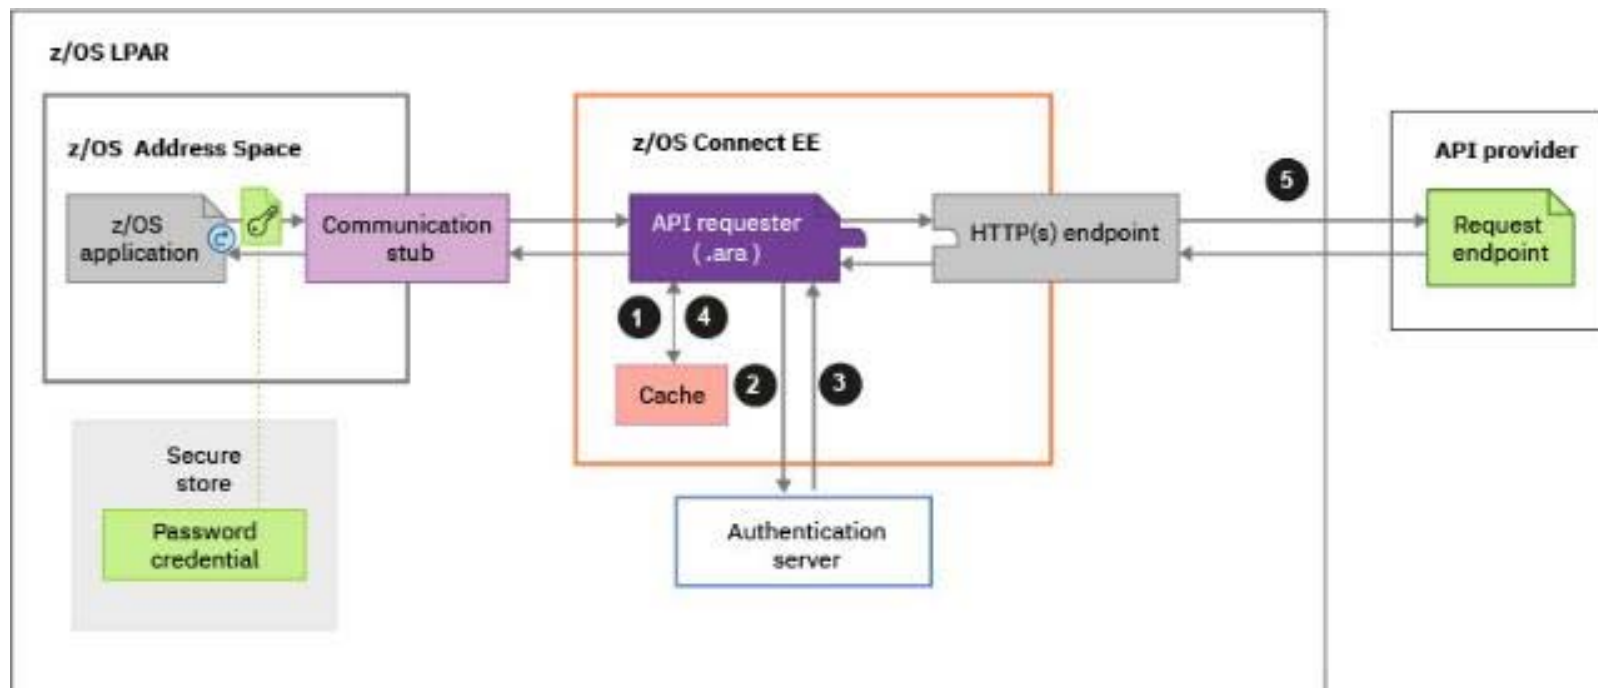 z/OS LPAR
z/OS Address Space
z/OS
application
C
Communication
stub
z/OS Connect EE
API requester
(.ara)
HTTP(s) endpoint
5
API provider
Request
endpoint
1
4
Cache
2
3
Secure
store
Password
credential
Authentication
server